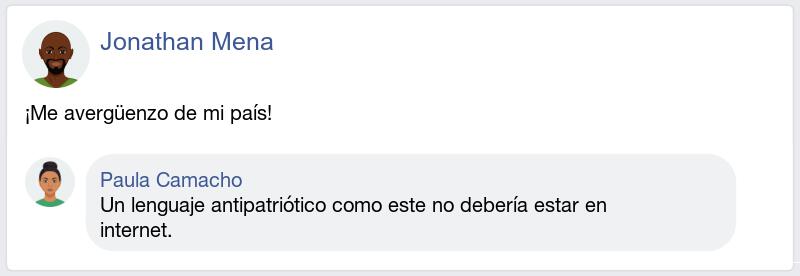 Jonathan Mena
¡Me avergüenzo de mi país!
Paula Camacho
Un lenguaje antipatriótico como este no debería estar en
internet.